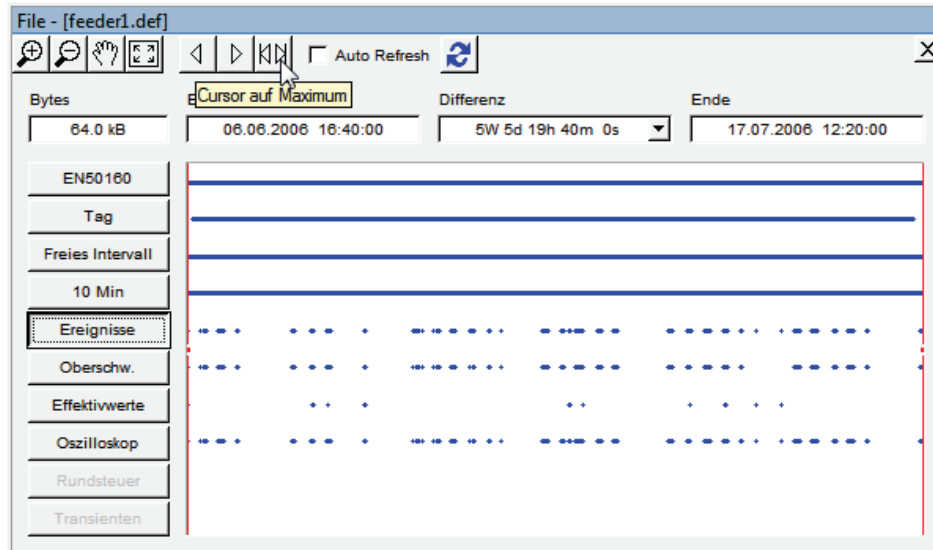 File - [feeder1.def]
Auto Refresh
Cursor auf Maximum
Bytes
Differenz
Ende
64.0 kB
06.06.2006 16:40:00
5W 5d 19h 40m 0s
17.07.2006 12:20:00
EN50160
Tag
Freies Intervall
10 Min
Ereignisse
Oberschw.
Effektivwerte
Oszilloskop
Rundsteuer
Transienten